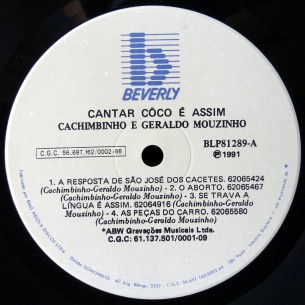 b
BEVERLY
CANTAR CÔCO É ASSIM
CACHIMBINHO E GERALDO MOUZINHO
C.G.C. 56.697.162/0002-66
BLP81289-A
Ⓟ1991
1. A RESPOSTA DE SÃO JOSÉ DOS CACETES. 62065424
(Cachimbinho-Geraldo Mouzinho) - 2. O ABORTO. 62065467
(Cachimbinho-Geraldo Mouzinho) - 3. SE TRAVA A
LÍNGUA É ASSIM. 62064916 (Cachimbinho-Geraldo
Mouzinho) - 4. AS PEÇAS DO CARRO. 62065580
(Cachimbinho-Geraldo Mouzinho)
*ABW Gravações Musicais Ltda.
C.G.C: 61.137.501/0001-09